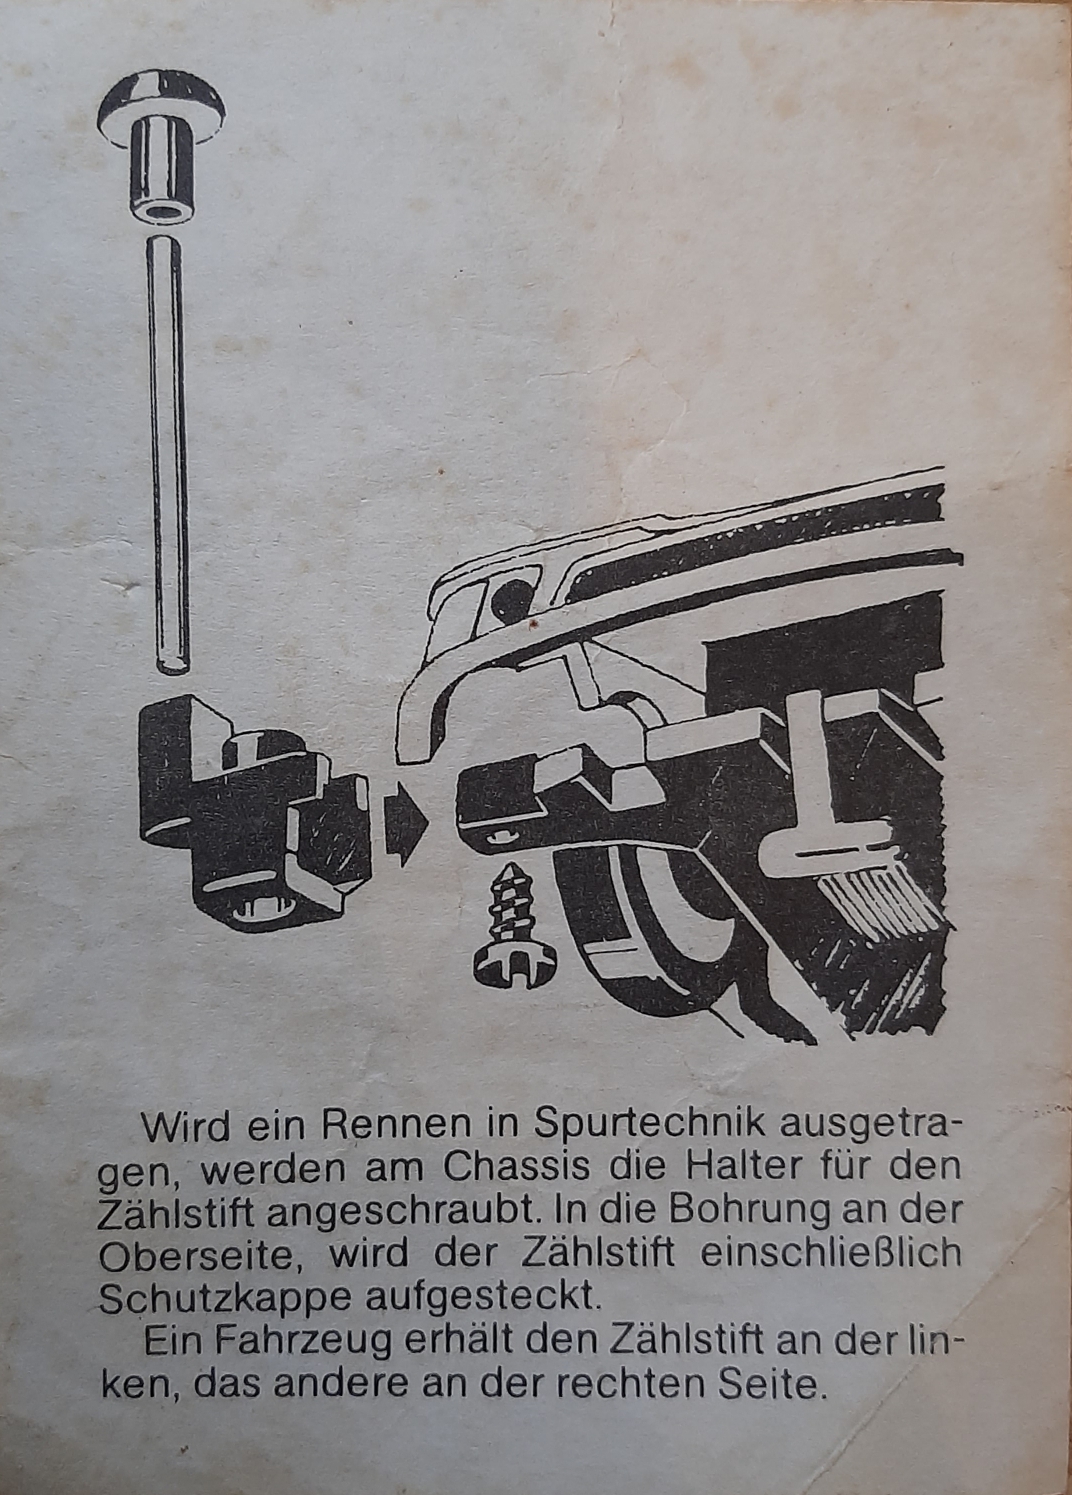 Wird ein Rennen in Spurtechnik ausgetra-
gen, werden am Chassis die Halter für den
Zählstift angeschraubt. In die Bohrung an der
Oberseite, wird der Zählstift einschließlich
Schutzkappe aufgesteckt.
Ein Fahrzeug erhält den Zählstift an der lin-
ken, das andere an der rechten Seite.